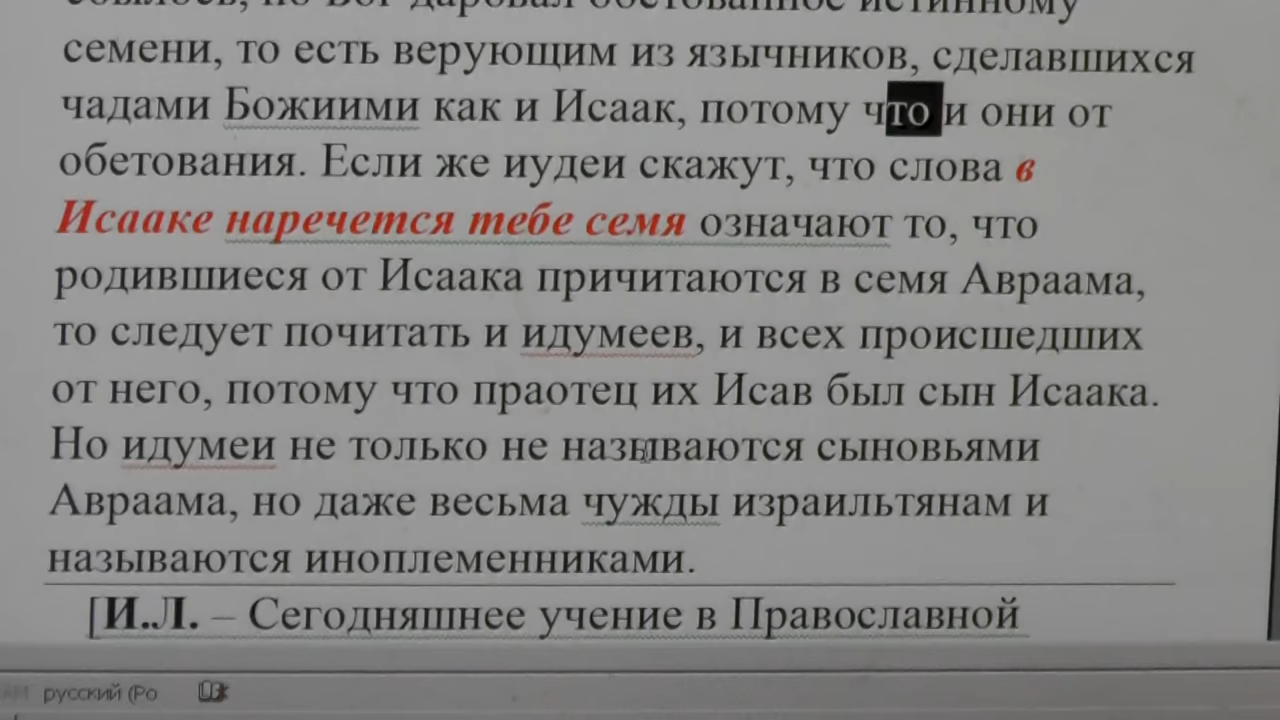 семени, то есть верующим из язычников, сделавшихся
чадами Божиими как и Исаак, потому что и они от
обетования. Если же иудеи скажут, что слова в
Исааке наречется тебе семя означают то, что
родившиеся от Исаака причитаются в семя Авраама,
то следует почитать и идумеев, и всех происшедших
от него, потому что праотец их Исав был сын Исаака.
Но идумеи не только не называются сыновьями
Авраама, но даже весьма чужды израильтянам и
называются иноплеменниками.
[И.Л. – Сегодняшнее учение в Православной
русский (Ро